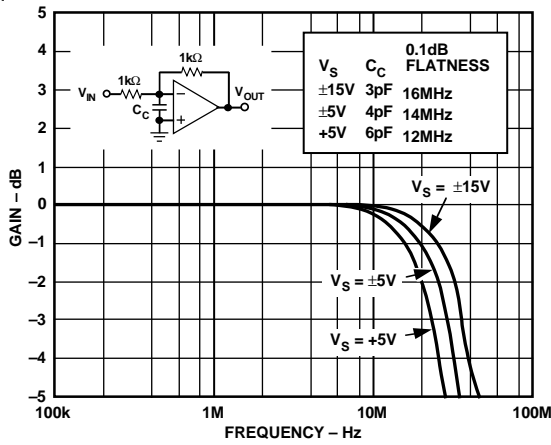 5
4
3
2
1
0
–1
–2
–3
–4
–5
GAIN – dB
1kΩ
VIN
1kΩ
CC
–
+
VOUT
0.1dB
VS CC FLATNESS
±15V 3pF 16MHz
±5V 4pF 14MHz
+5V 6pF 12MHz
VS = ±15V
VS = ±5V
VS = +5V
100k 1M 10M 100M
FREQUENCY – Hz